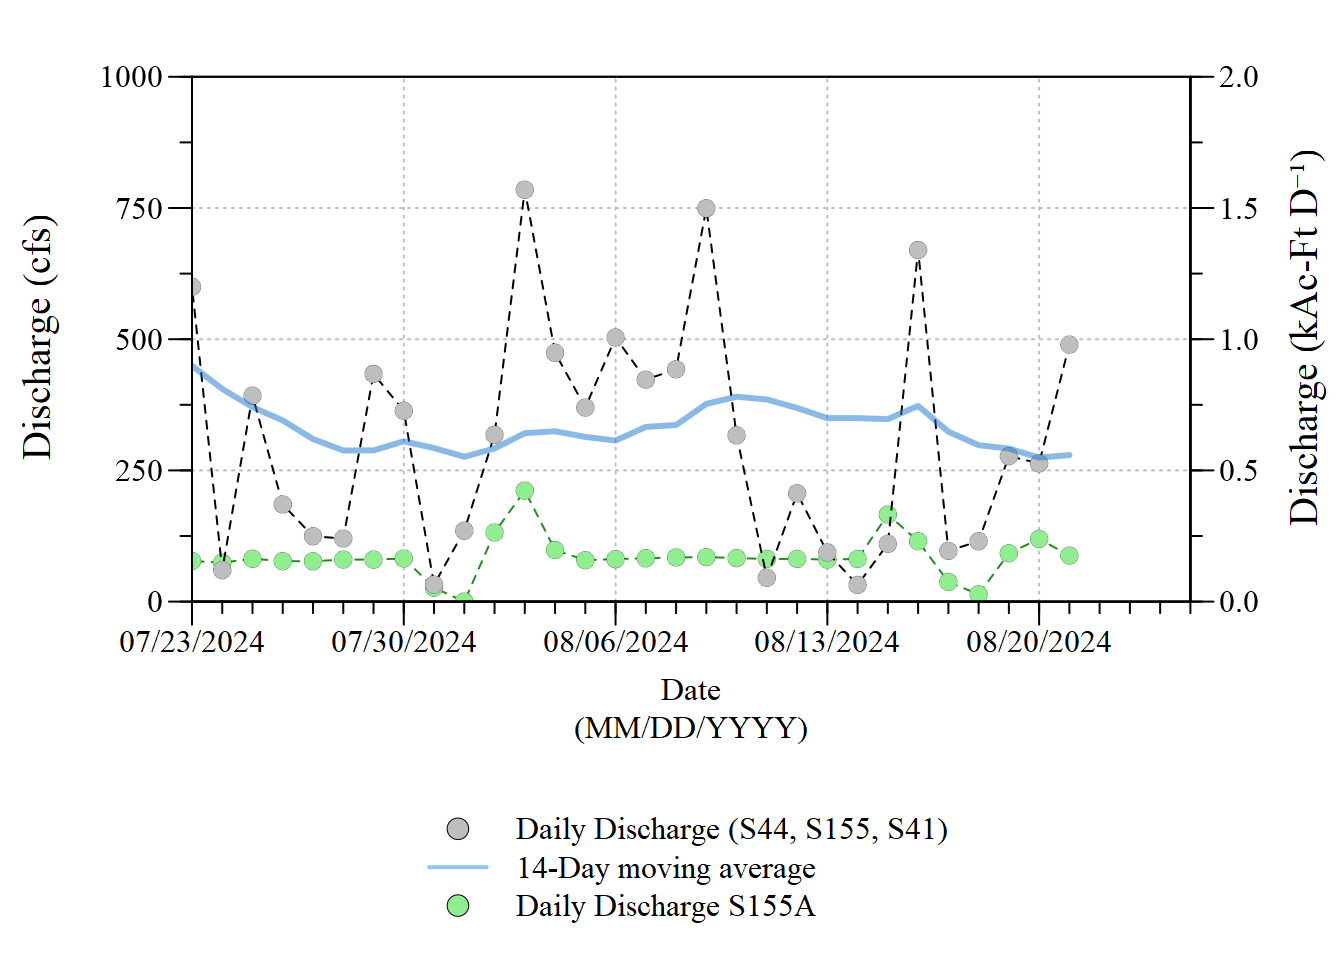 1000
750
500
250
0
Discharge (cfs)
2.0
1.5
1.0
0.5
0.0
Discharge (kAc-Ft D⁻¹)
07/23/2024 07/30/2024 08/06/2024 08/13/2024 08/20/2024
Date
(MM/DD/YYYY)
Daily Discharge (S44, S155, S41)
14-Day moving average
Daily Discharge S155A